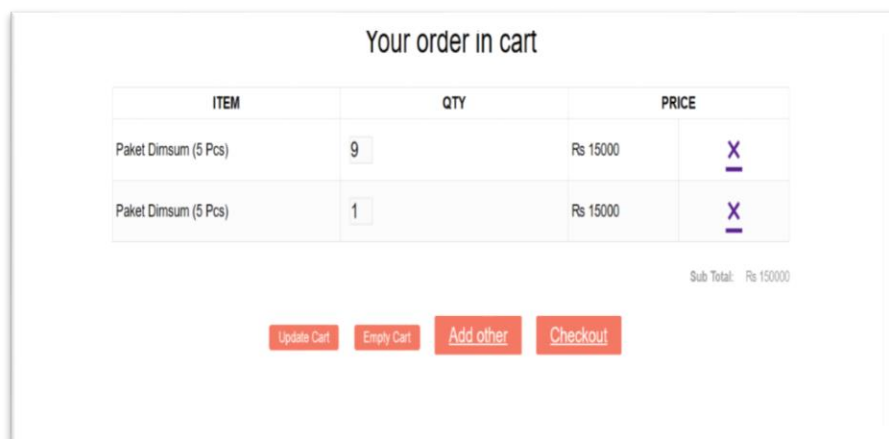 Your order in cart
ITEM QTY PRICE
Paket Dimsum (5 Pcs) 9 Rs 15000 X
Paket Dimsum (5 Pcs) 1 Rs 15000 X
Sub Total: Rs 150000
Update Cart Empty Cart Add other Checkout